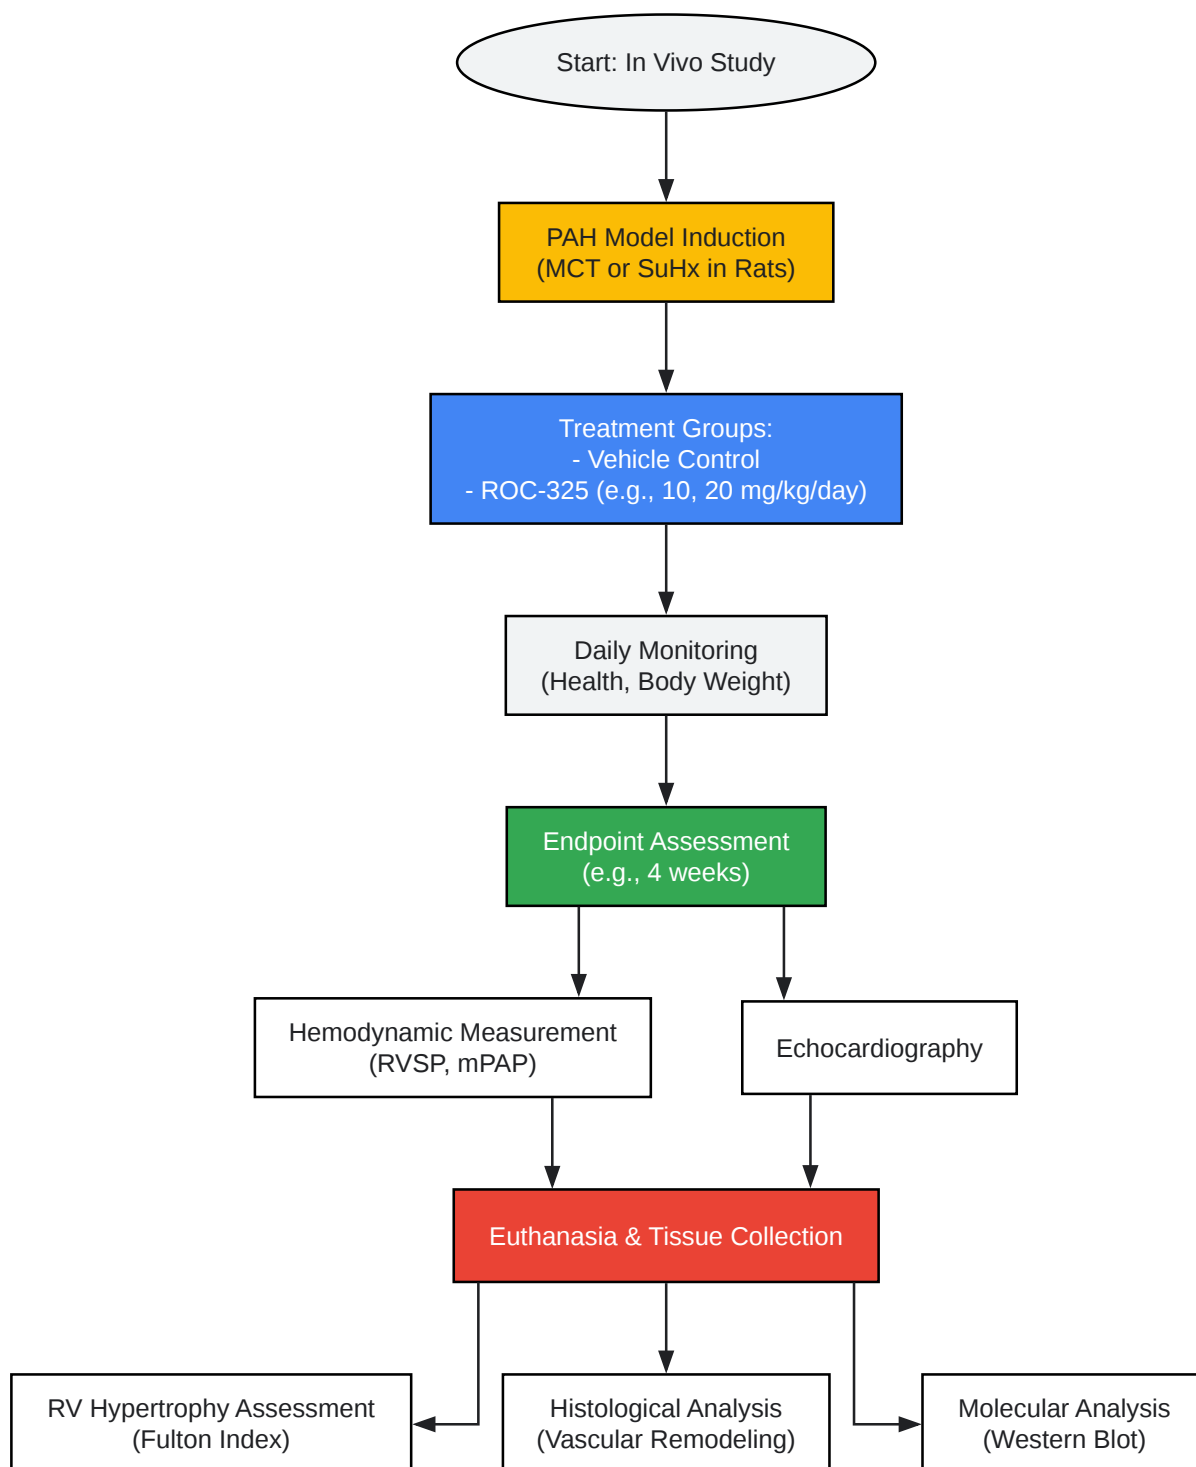 Start: In Vivo Study
PAH Model Induction
(MCT or SuHx in Rats)
Treatment Groups:
- Vehicle Control
- ROC-325 (e.g., 10, 20 mg/kg/day)
Daily Monitoring
(Health, Body Weight)
Endpoint Assessment
(e.g., 4 weeks)
Hemodynamic Measurement
(RVSP, mPAP)
Echocardiography
Euthanasia & Tissue Collection
RV Hypertrophy Assessment
(Fulton Index)
Histological Analysis
(Vascular Remodeling)
Molecular Analysis
(Western Blot)